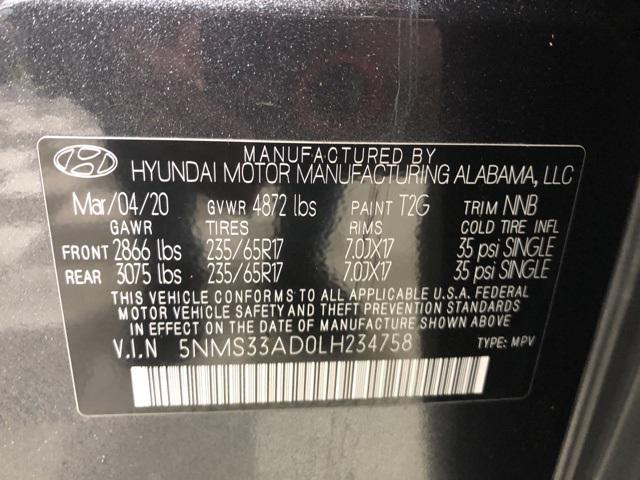 MANUFACTURED BY
HYUNDAI MOTOR MANUFACTURING ALABAMA, LLC
Mar/04/20 GVWR 4872 lbs PAINT T2G TRIM NNB
GAWR TIRES RIMS COLD TIRE INFL
FRONT 2866 lbs 235/65R17 7.0JX17 35 psi SINGLE
REAR 3075 lbs 235/65R17 7.0JX17 35 psi SINGLE
THIS VEHICLE CONFORMS TO ALL APPLICABLE U.S.A. FEDERAL
MOTOR VEHICLE SAFETY AND THEFT PREVENTION STANDARDS
IN EFFECT ON THE DATE OF MANUFACTURE SHOWN ABOVE.
V.I.N 5NMS33AD0LH234758 TYPE: MPV